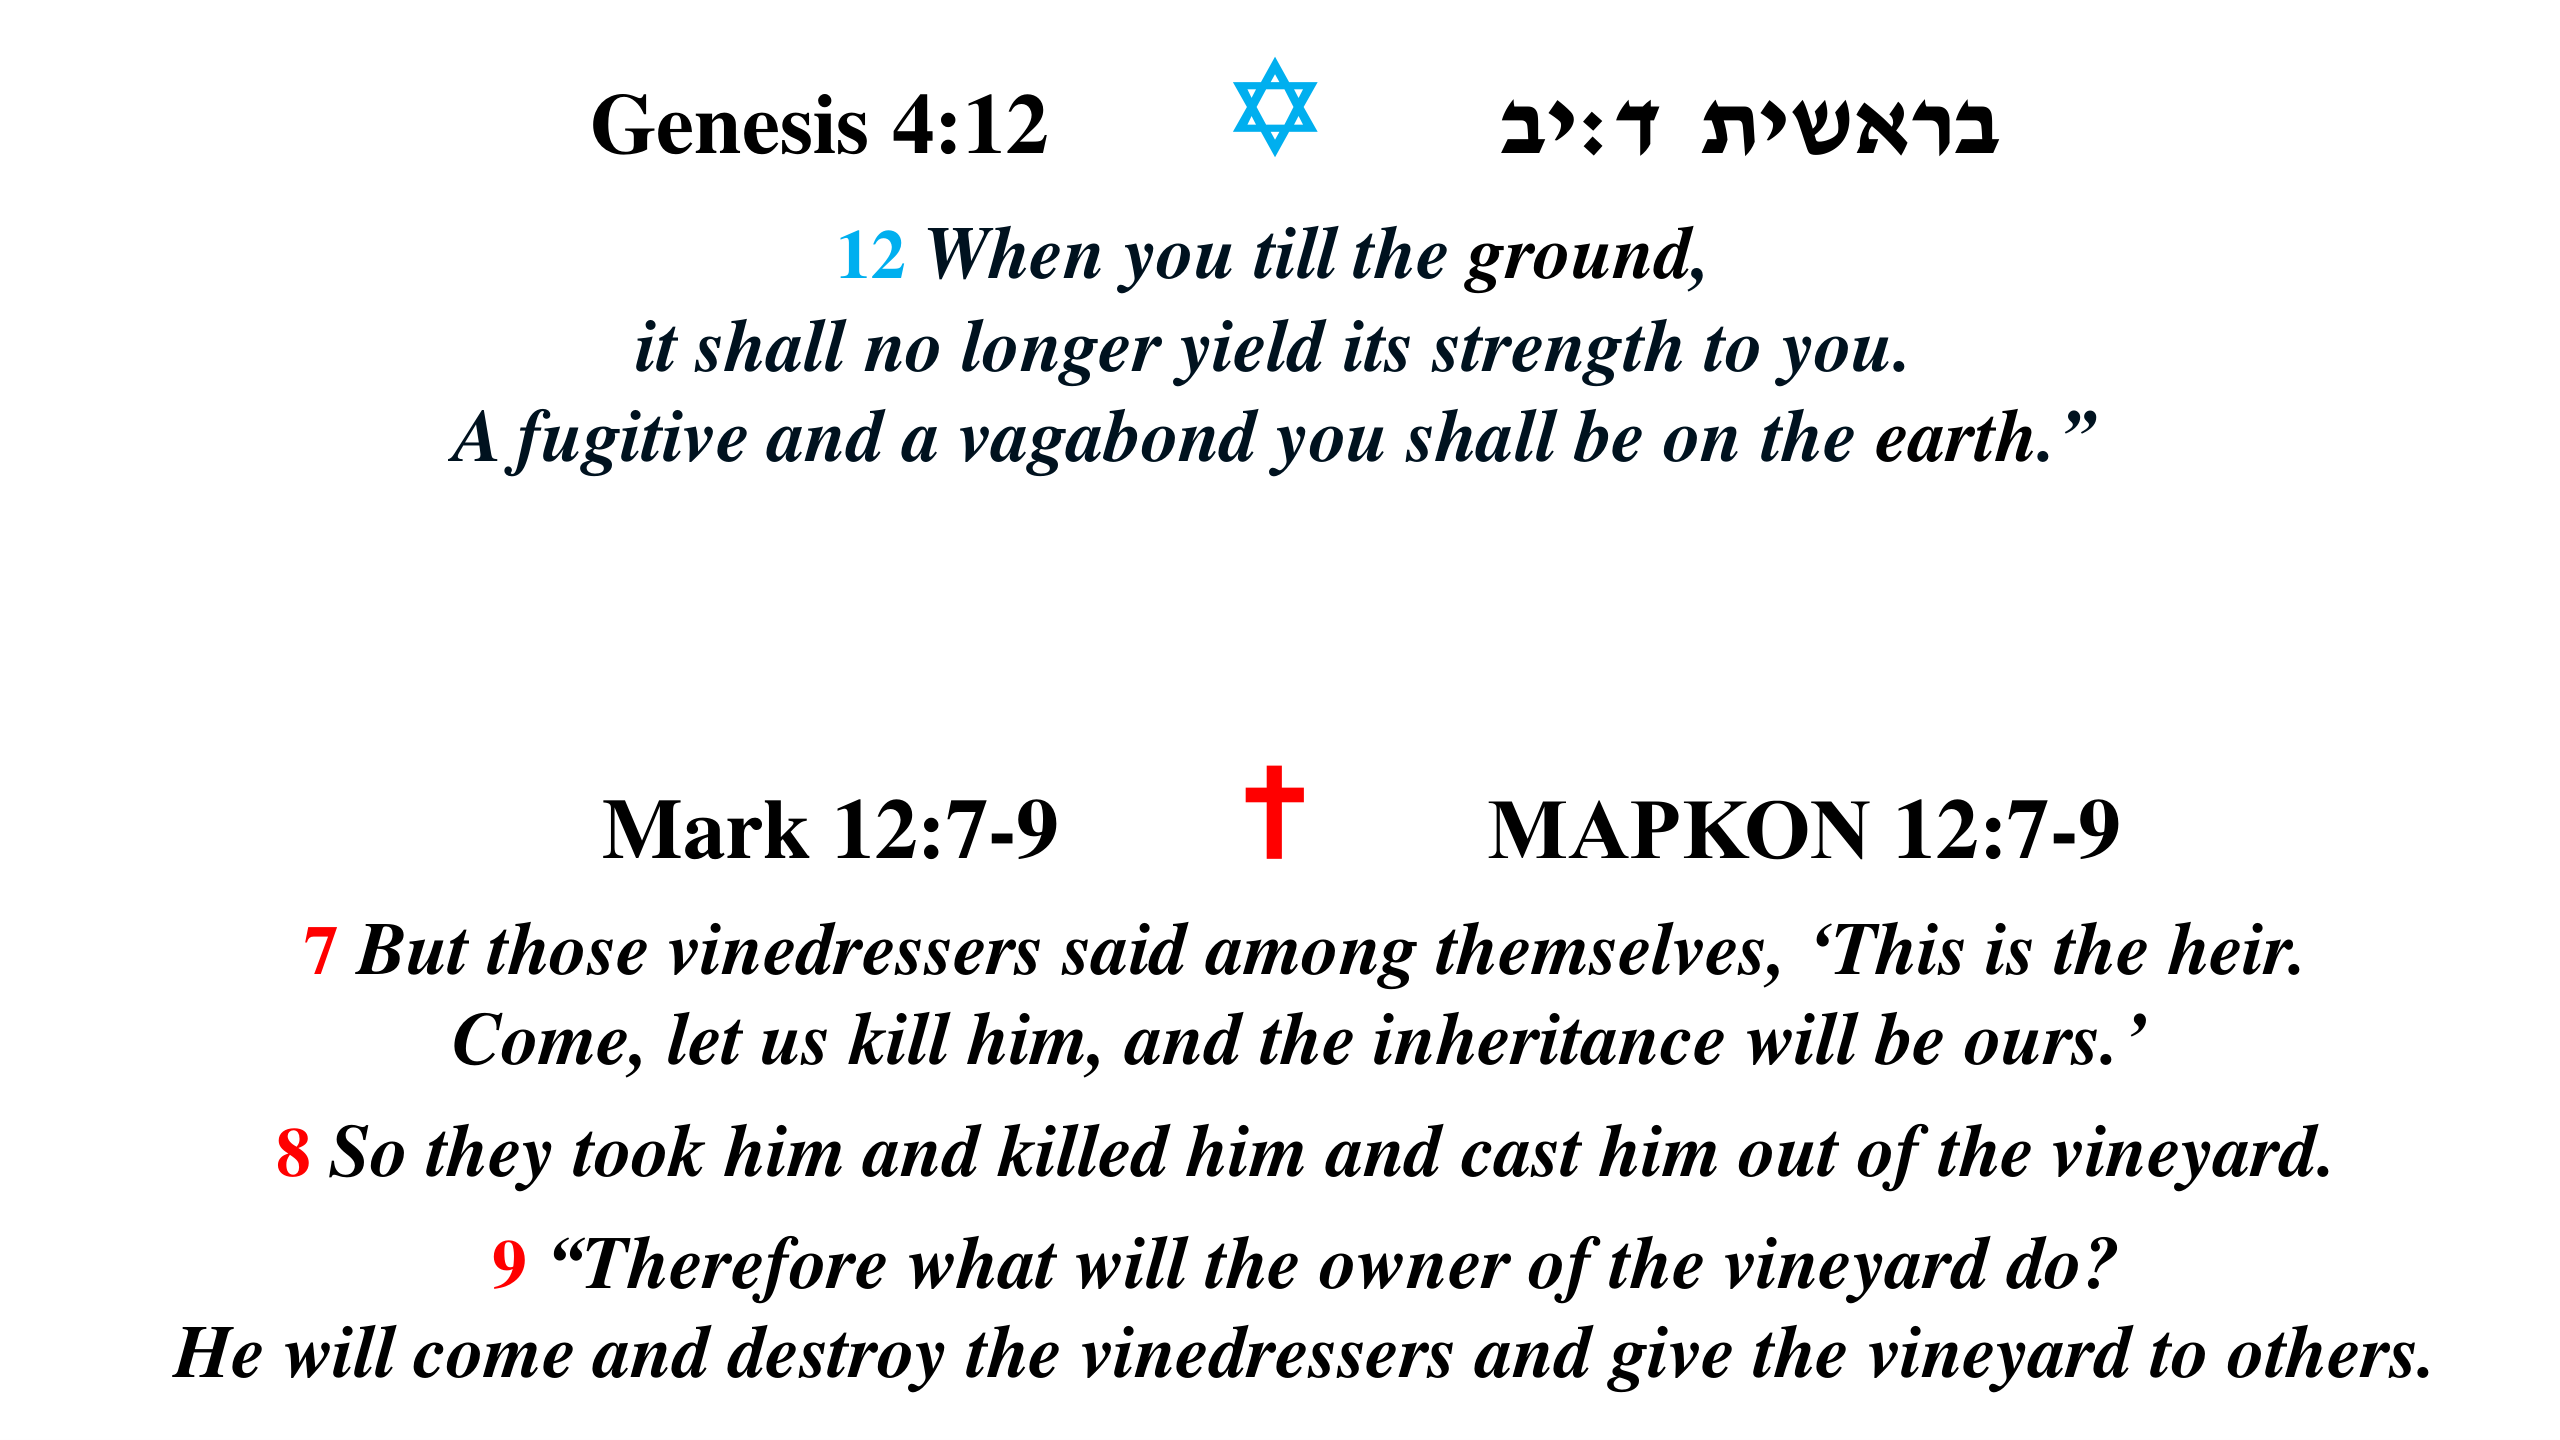 Genesis 4:12 ✡ בראשית ד:יב
12 When you till the ground,
it shall no longer yield its strength to you.
A fugitive and a vagabond you shall be on the earth.”
Mark 12:7-9 ✝ ΜΑΡΚΟΝ 12:7-9
7 But those vinedressers said among themselves, ‘This is the heir.
Come, let us kill him, and the inheritance will be ours.’
8 So they took him and killed him and cast him out of the vineyard.
9 “Therefore what will the owner of the vineyard do?
He will come and destroy the vinedressers and give the vineyard to others.